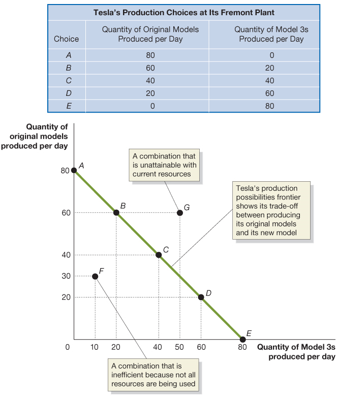 Tesla's Production Choices at Its Fremont Plant
Choice Quantity of Original Models Produced per Day Quantity of Model 3s Produced per Day
A 80 0
B 60 20
C 40 40
D 20 60
E 0 80
Quantity of
original models
produced per day
80
A
A combination that
is unattainable with
current resources
Tesla's production
possibilities frontier
shows its trade-off
between producing
its original models
and its new model
60
B
G
40
C
30
F
20
D
E
0 10 20 40 50 60 80
Quantity of Model 3s
produced per day
A combination that is
inefficient because not all
resources are being used